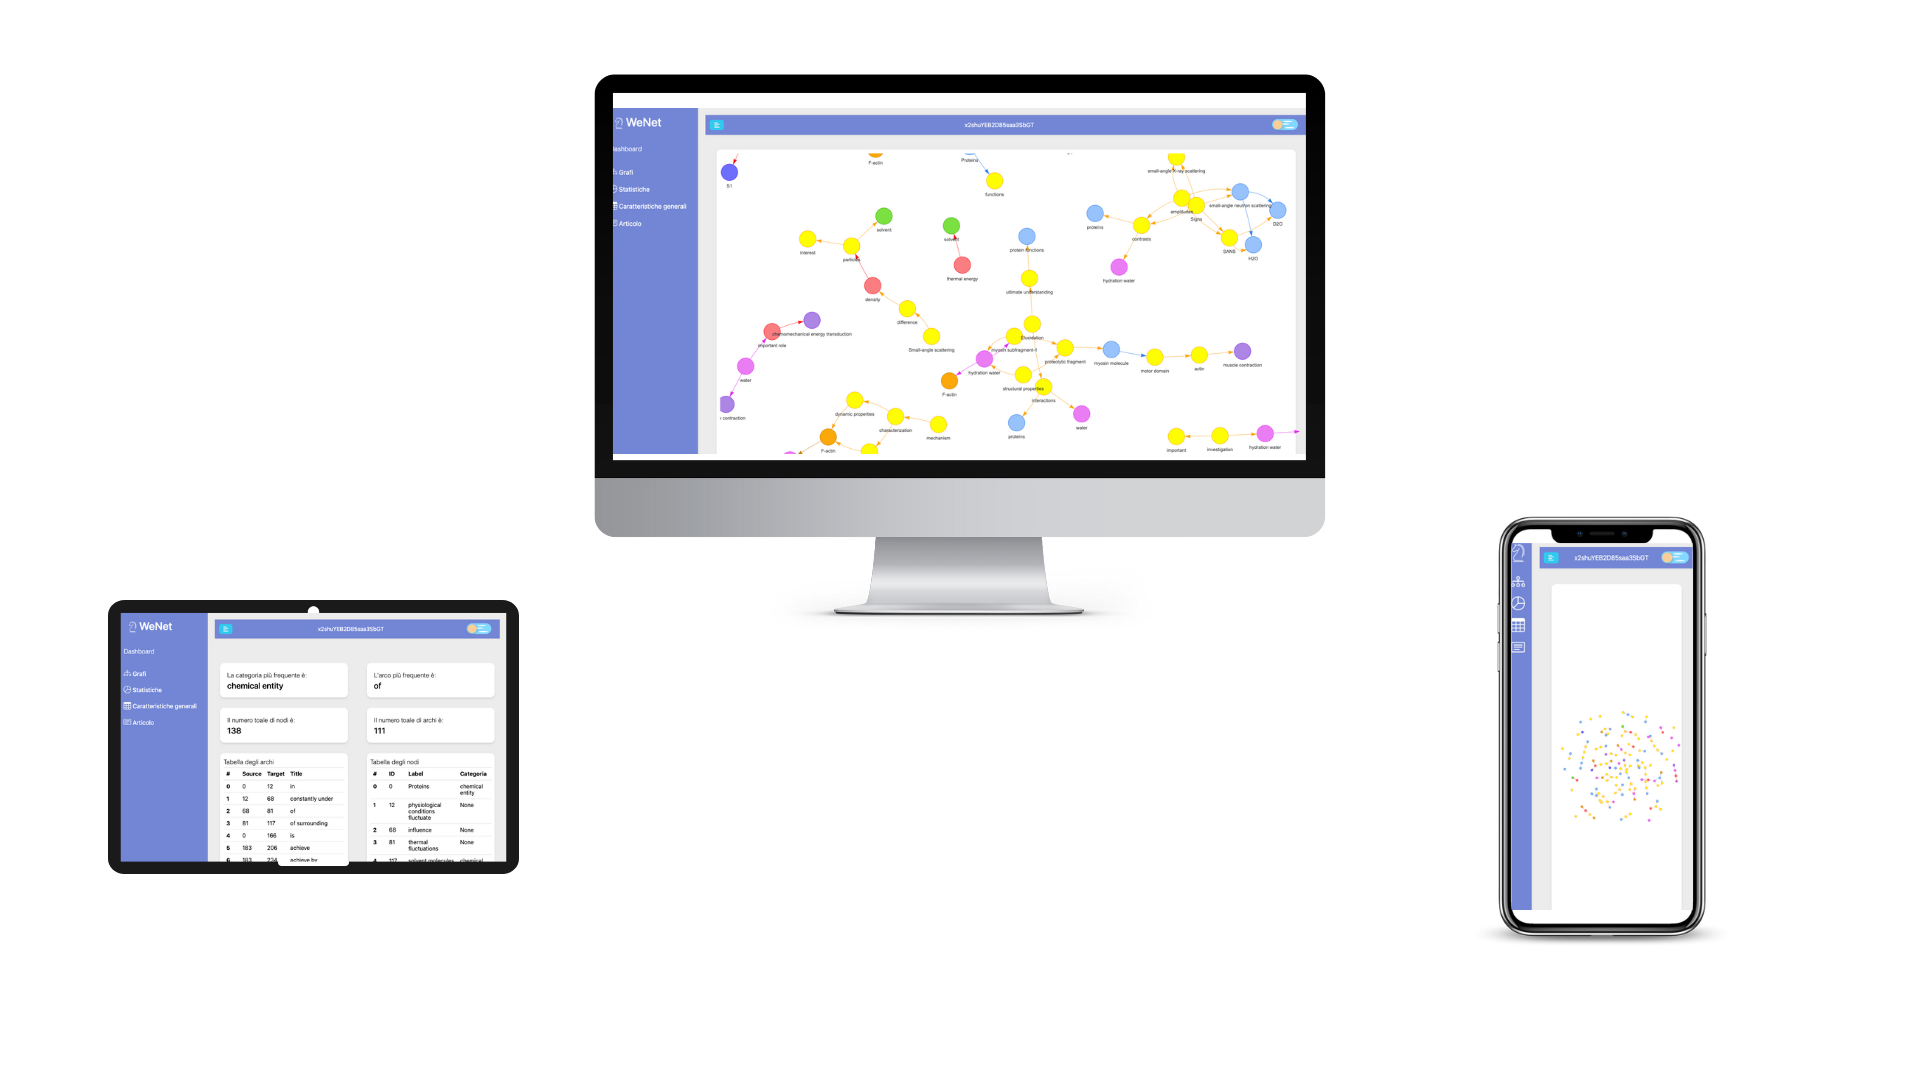 WeNet
x2shuYEB2D85saa3SbGT
ashboard
Grafi
Statistiche
Caratteristiche generali
Articolo
F-actin
Proteins
functions
S1
small-angle X-ray scattering
small-angle neutron scattering
amplitudes
Signs
D2O
proteins
contrasts
SANS
H2O
hydration water
solvent
interest
solvent
thermal energy
protein functions
density
ultimate understanding
difference
Small-angle scattering
Elucidation
chemomechanical energy transduction
important role
myosin subfragment-1
proteolytic fragment
myosin molecule
motor domain
actin
muscle contraction
hydration water
water
structural properties
F-actin
interactions
contraction
dynamic properties
characterization
mechanism
proteins
water
F-actin
important
investigation
hydration water
WeNet
x2shuYEB2D85saa3SbGT
Dashboard
Grafi
Statistiche
Caratteristiche generali
Articolo
La categoria più frequente è:
chemical entity
L'arco più frequente è:
of
Il numero toale di nodi è:
138
Il numero toale di archi è:
111
Tabella degli archi
# Source Target Title
0 0 12 in
1 12 68 constantly under
2 68 81 of
3 81 117 of surrounding
4 0 166 is
5 183 206 achieve
6 183 234 achieve by
Tabella degli nodi
# ID Label Categoria
0 0 Proteins chemical
entity
1 12 physiological None
conditions
fluctuate
2 68 influence None
3 81 thermal None
fluctuations
4 117 solvent molecules chemical
x2shuYEB2D85saa3SbGT